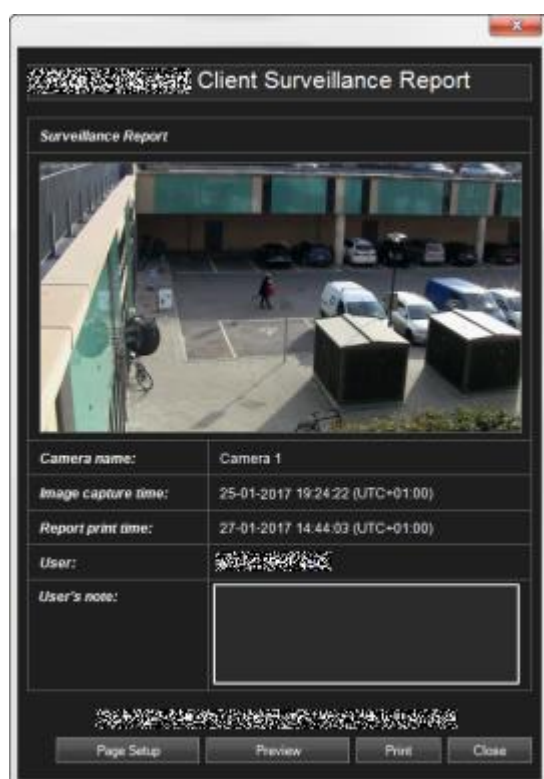 Client Surveillance Report
Surveillance Report
Camera name: Camera 1
Image capture time: 25-01-2017 19:24:22 (UTC+01:00)
Report print time: 27-01-2017 14:44:03 (UTC+01:00)
User:
User's note:
Page Setup Preview Print Close